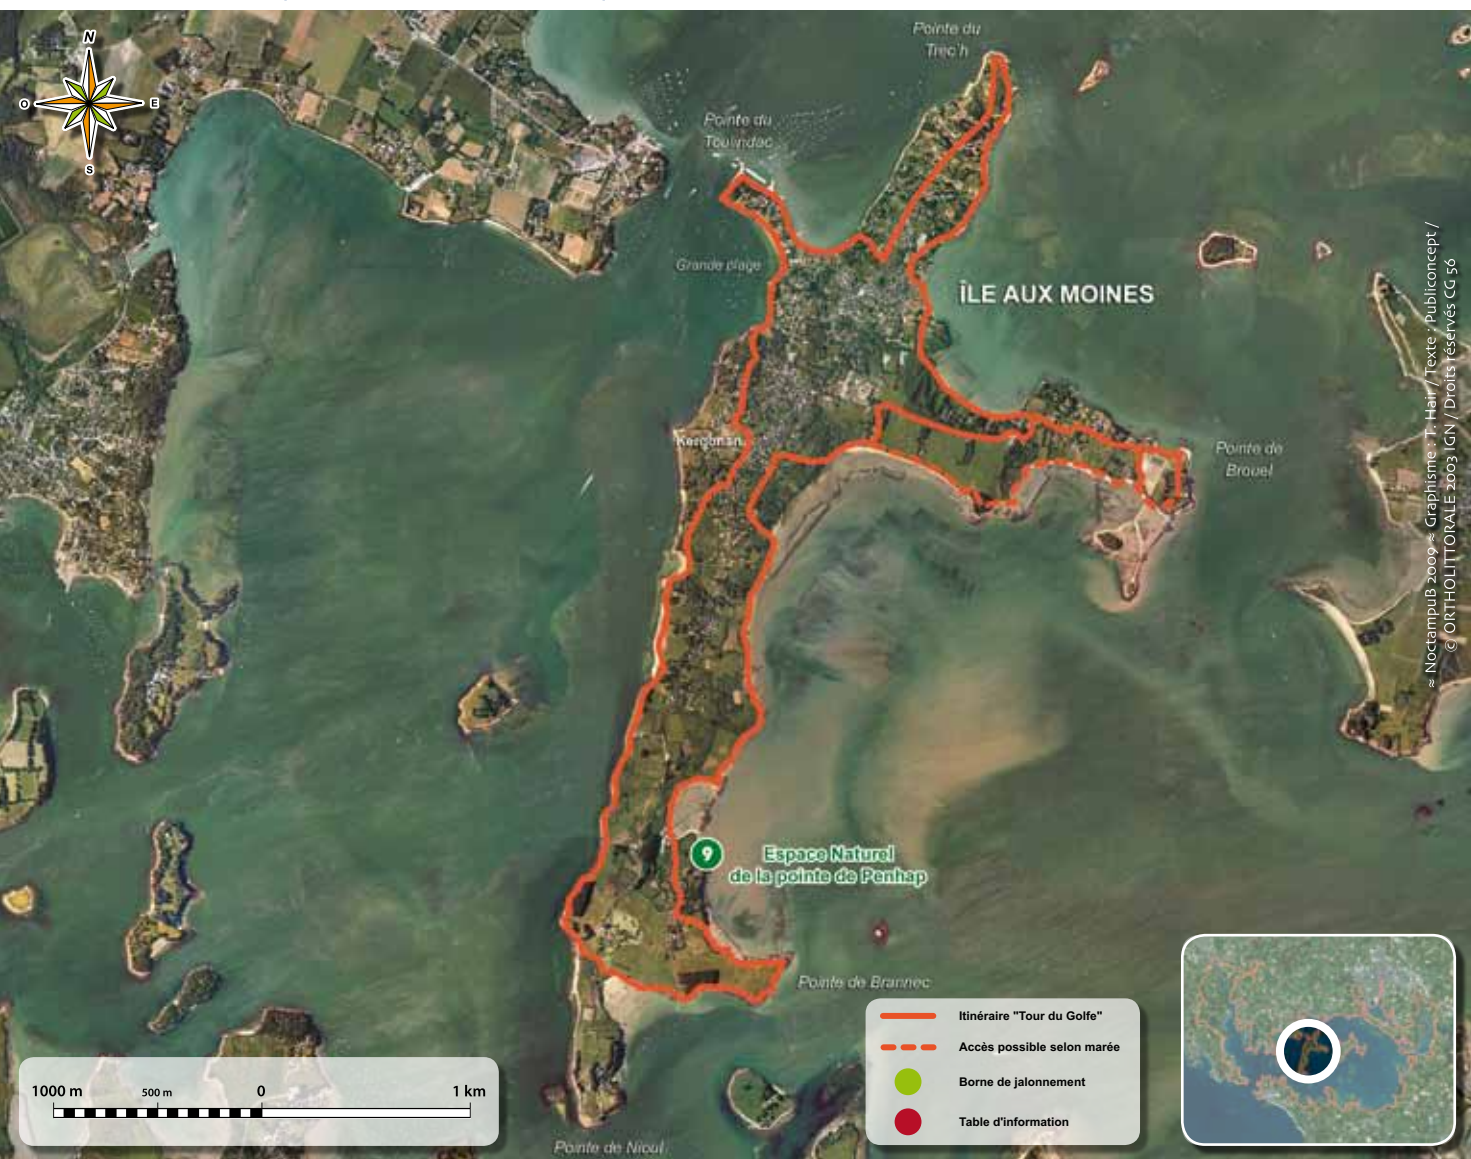 N
O
E
S
Pointe du
Trec'h
Pointe du
Toulindac
Grande plage
ÎLE AUX MOINES
Kergonan
Pointe de
Brouel
9
Espace Naturel
de la pointe de Penhap
Pointe de Brannec
Pointe de Nioul
≈ NoctampuB 2009 ≈ Graphisme : T. Hair / Texte : Publiconcept /
© ORTHOLITTORALE 2003 IGN / Droits réservés CG 56
1000 m
500 m
0
1 km
Itinéraire "Tour du Golfe"
Accès possible selon marée
Borne de jalonnement
Table d'information